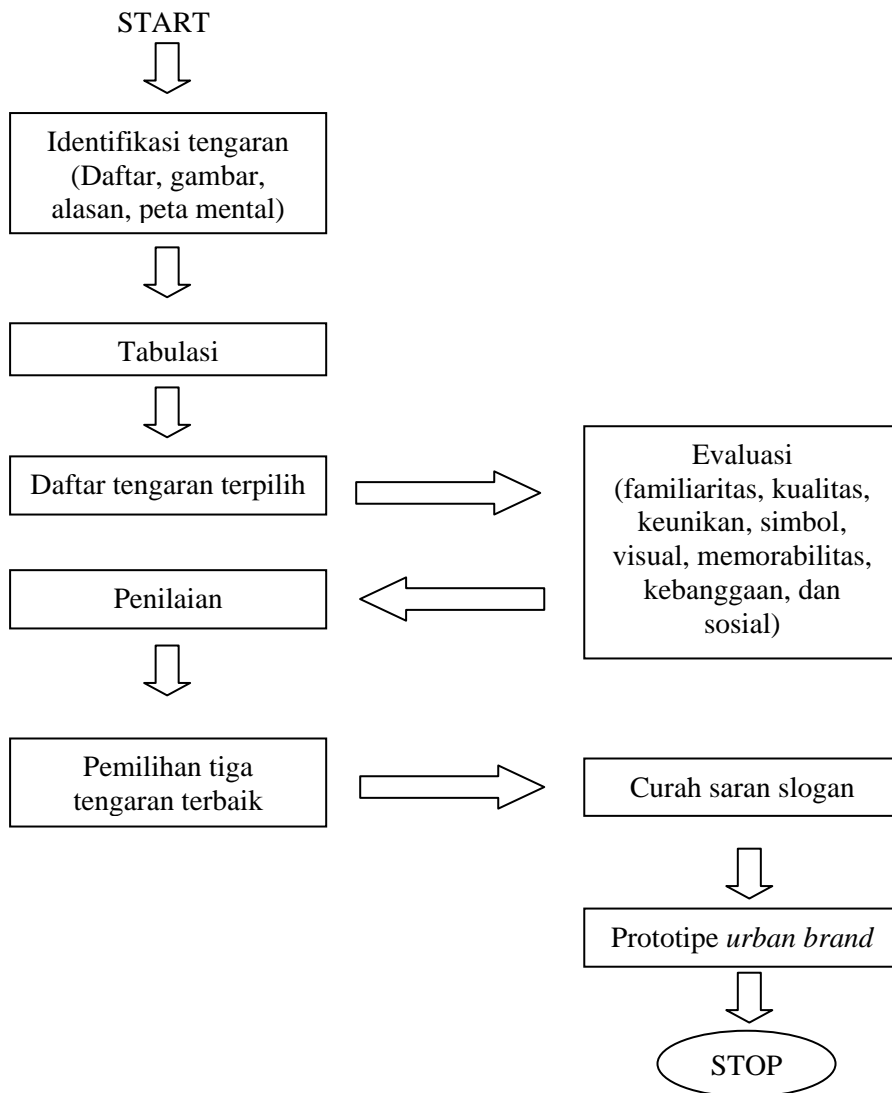 START
Identifikasi tengaran
(Daftar, gambar,
alasan, peta mental)
Tabulasi
Daftar tengaran terpilih
Evaluasi
(familiaritas, kualitas,
keunikan, simbol,
visual, memorabilitas,
kebanggaan, dan
sosial)
Penilaian
Pemilihan tiga
tengaran terbaik
Curah saran slogan
Prototipe urban brand
STOP